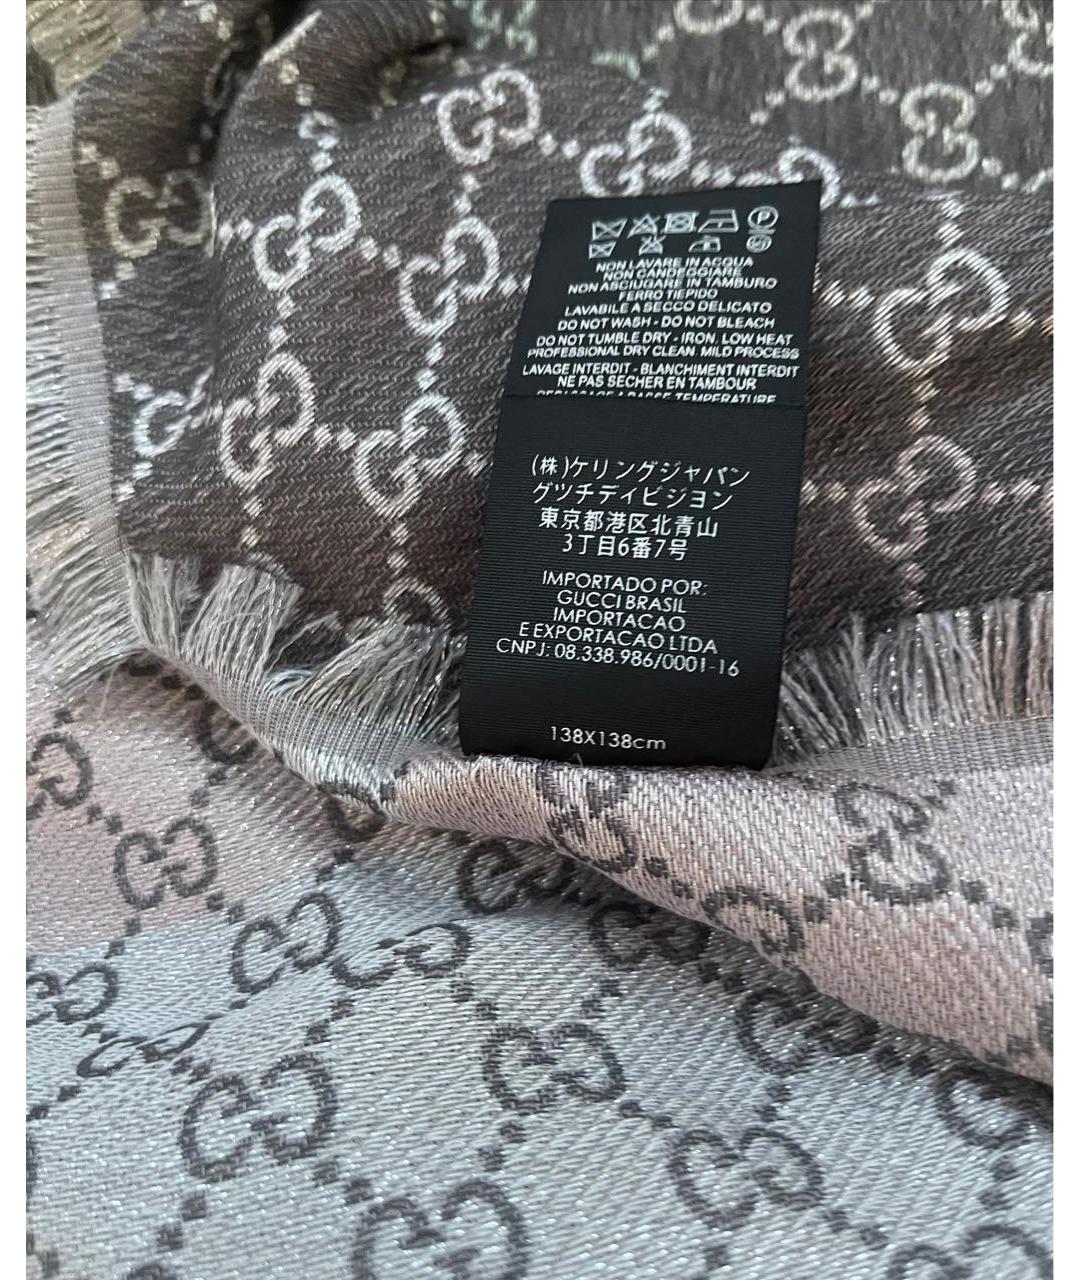 NON LAVARE IN ACQUA
NON CANDEGGIARE
NON ASCIUGARE IN TAMBURO
FERRO TIEPIDO
LAVABILE A SECCO DELICATO
DO NOT WASH - DO NOT BLEACH
DO NOT TUMBLE DRY - IRON. LOW HEAT
PROFESSIONAL DRY CLEAN. MILD PROCESS
LAVAGE INTERDIT - BLANCHIMENT INTERDIT
NE PAS SECHER EN TAMBOUR
A BASSE TEMPERATURE
(株)ケリングジャパン
グツチディビジヨン
東京都港区北青山
3丁目6番7号
IMPORTADO POR:
GUCCI BRASIL
IMPORTACAO
E EXPORTACAO LTDA
CNPJ: 08.338.986/0001-16
138X138cm